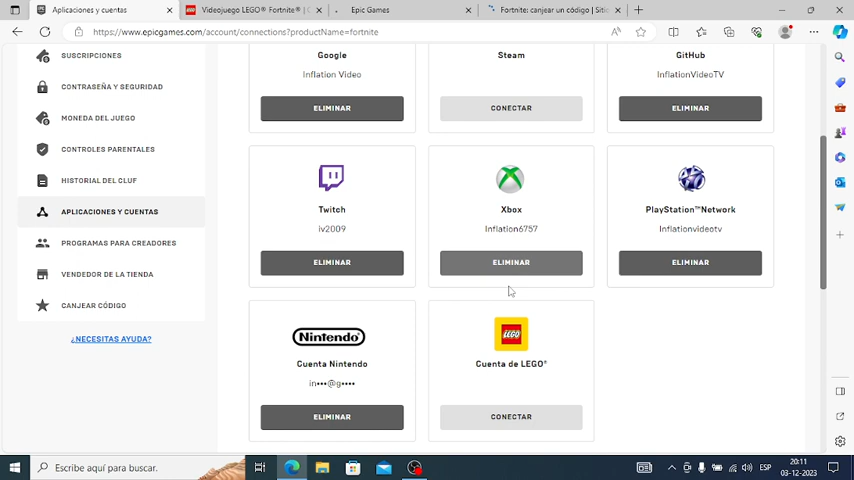 Aplicaciones y cuentas
Videojuego LEGO® Fortnite® | C
Epic Games
Fortnite: canjear un código | Siti
https://www.epicgames.com/account/connections?productName=fortnite
SUSCRIPCIONES
CONTRASEÑA Y SEGURIDAD
MONEDA DEL JUEGO
CONTROLES PARENTALES
HISTORIAL DEL CLUF
APLICACIONES Y CUENTAS
PROGRAMAS PARA CREADORES
VENDEDOR DE LA TIENDA
CANJEAR CÓDIGO
¿NECESITAS AYUDA?
Google
Inflation Video
ELIMINAR
Steam
CONECTAR
GitHub
InflationVideoTV
ELIMINAR
Twitch
iv2009
ELIMINAR
Xbox
Inflation6757
ELIMINAR
PlayStation™Network
Inflationvideotv
ELIMINAR
Nintendo
Cuenta Nintendo
in•••@g••••
ELIMINAR
LEGO
Cuenta de LEGO®
CONECTAR
Escribe aquí para buscar.
ESP
20:11
03-12-2023